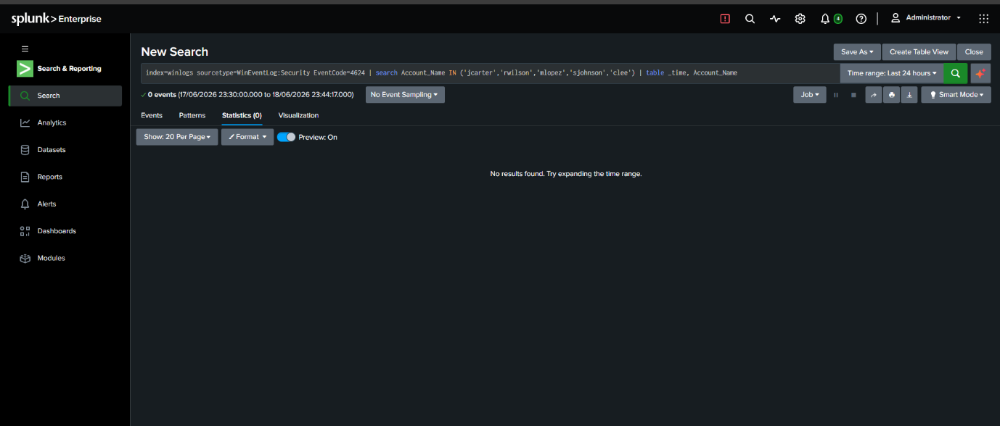 splunk> Enterprise
4
Administrator
Search & Reporting
Search
Analytics
Datasets
Reports
Alerts
Dashboards
Modules
New Search
Save As
Create Table View
Close
index=winlogs sourcetype=WinEventLog:Security EventCode=4624 | search Account_Name IN ('jcarter','rwilson','mlopez','sjohnson','clee') | table _time, Account_Name
Time range: Last 24 hours
0 events (17/06/2026 23:30:00.000 to 18/06/2026 23:44:17.000)
No Event Sampling
Job
Smart Mode
Events
Patterns
Statistics (0)
Visualization
Show: 20 Per Page
Format
Preview: On
No results found. Try expanding the time range.